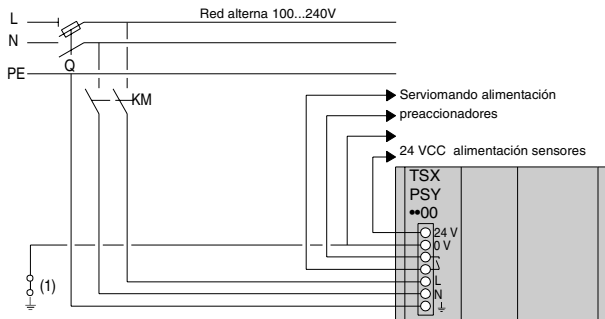 L
Red alterna 100...240V
N
Q
PE
KM
Serviomando alimentación
preaccionadores
24 VCC alimentación sensores
TSX
PSY
••00
24 V
0 V
L
N
(1)